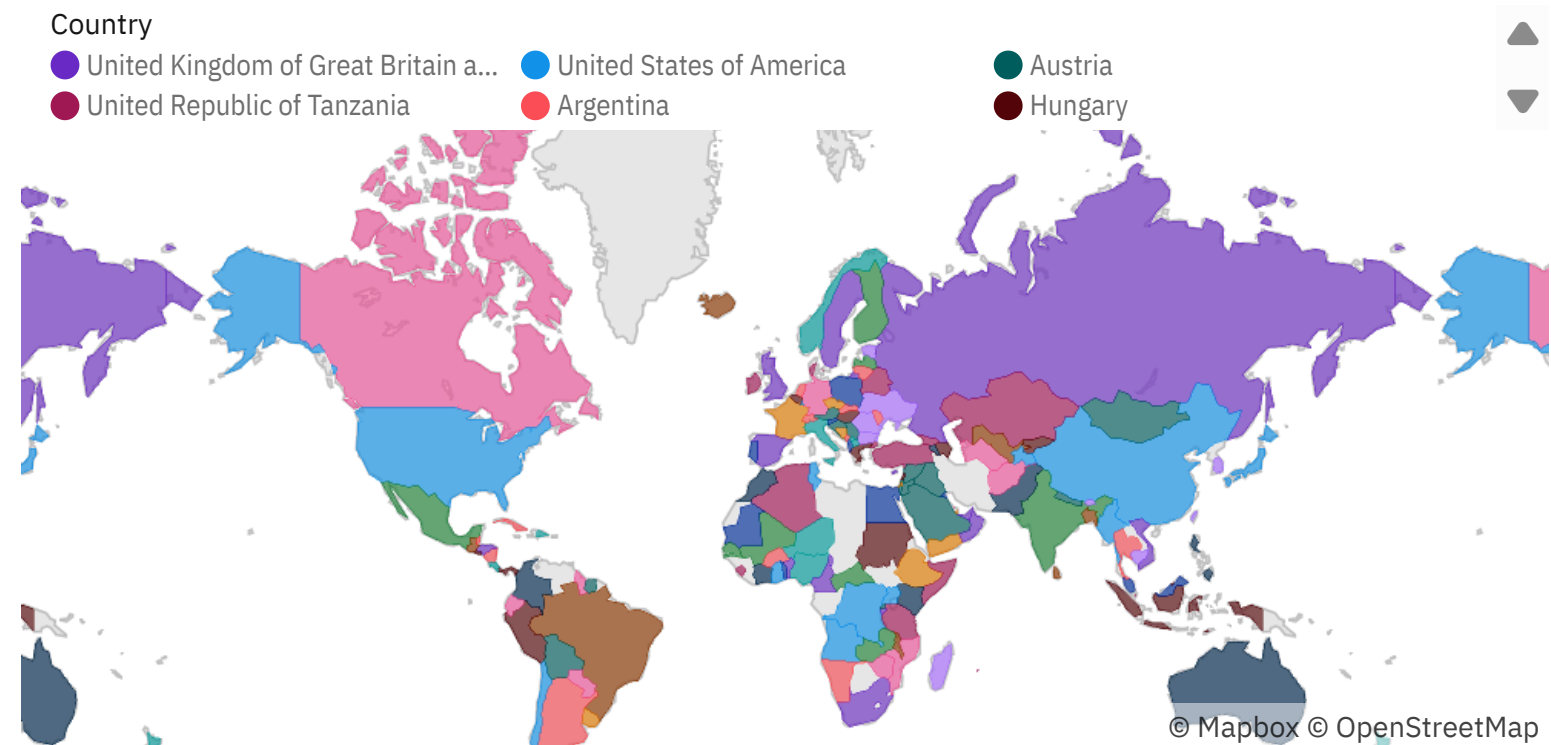 Country
United Kingdom of Great Britain a... United States of America Austria
United Republic of Tanzania Argentina Hungary
© Mapbox © OpenStreetMap